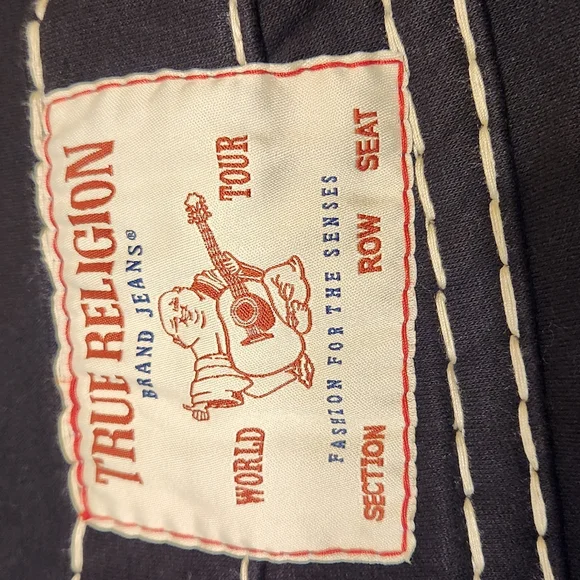 TRUE RELIGION
BRAND JEANS®
WORLD TOUR
FASHION FOR THE SENSES
SECTION ROW SEAT